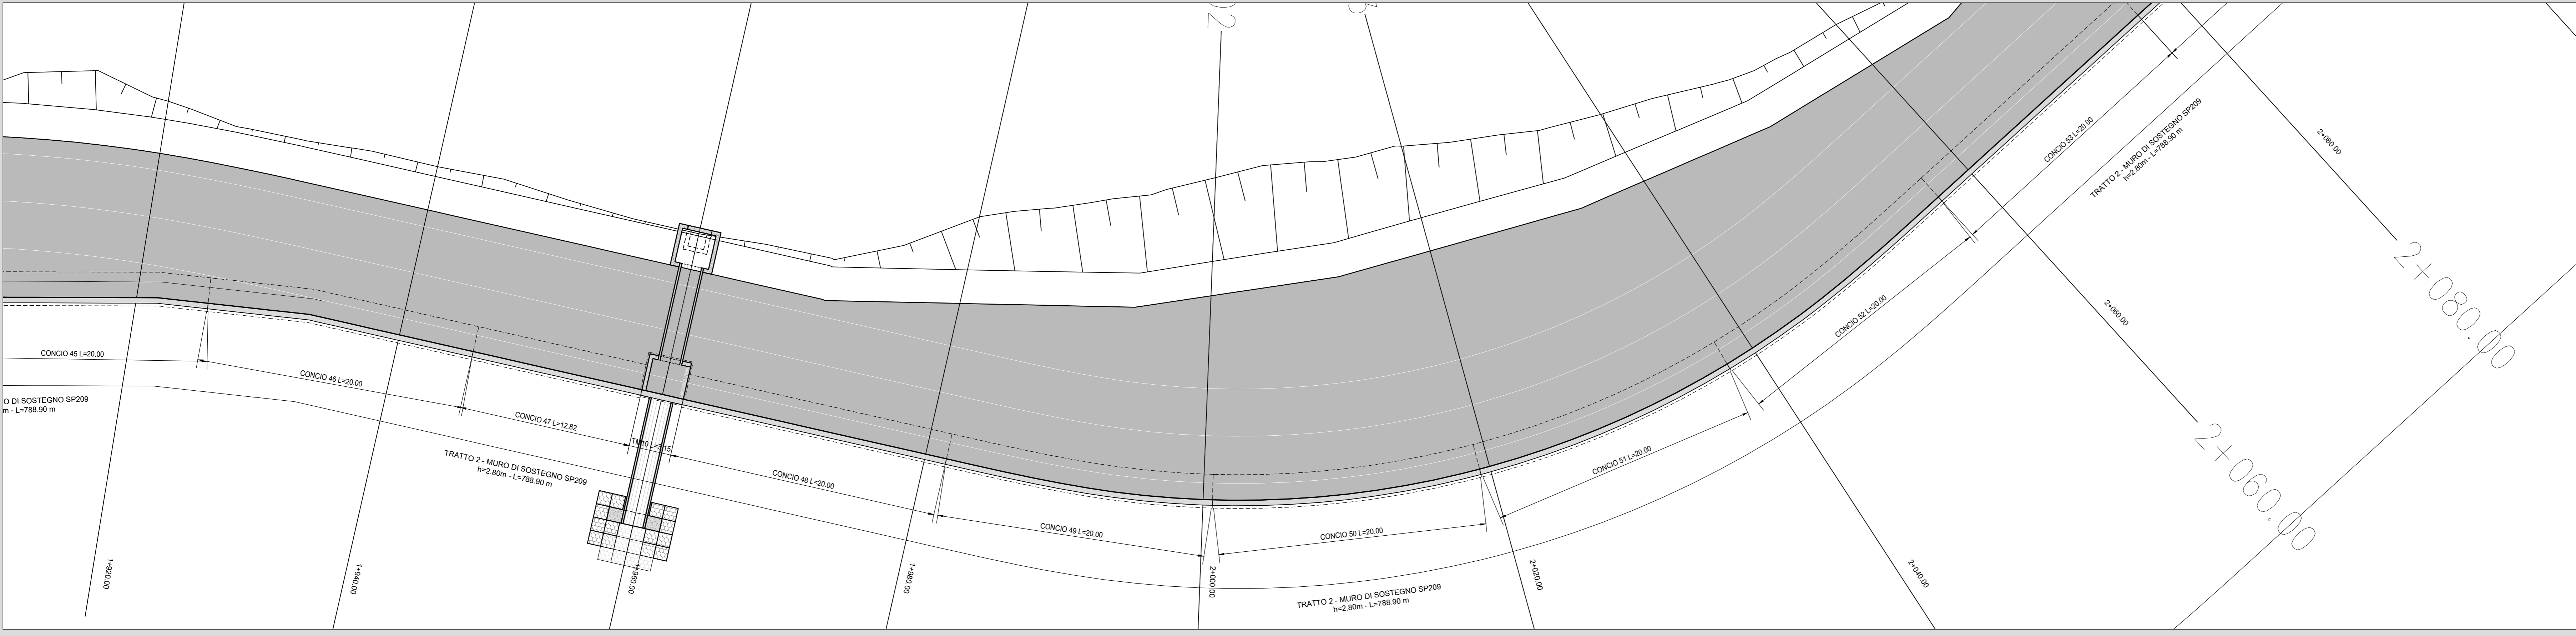 CONCIO 45 L=20.00
O DI SOSTEGNO SP209
m - L=788.90 m
CONCIO 46 L=20.00
CONCIO 47 L=12.82
TRATTO 2 - MURO DI SOSTEGNO SP209
h=2.80m - L=788.90 m
CONCIO 48 L=20.00
CONCIO 49 L=20.00
CONCIO 50 L=20.00
TRATTO 2 - MURO DI SOSTEGNO SP209
h=2.80m - L=788.90 m
CONCIO 51 L=20.00
CONCIO 52 L=20.00
CONCIO 53 L=20.00
TRATTO 2 - MURO DI SOSTEGNO SP209
h=2.80m - L=788.90 m
1+920.00
1+940.00
1+960.00
1+980.00
2+000.00
2+020.00
2+040.00
2+060.00
2+080.00
2+060.00
2+080.00